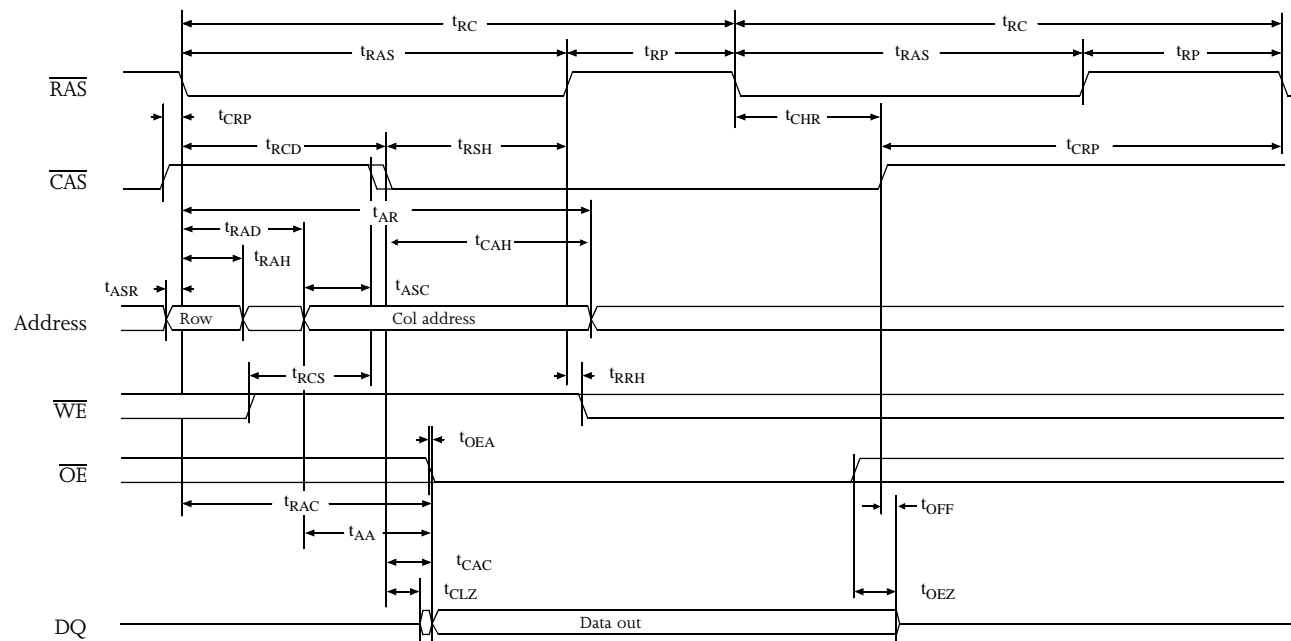 tRC tRC
tRAS tRP tRAS tRP
RAS
tCRP tCHR
tRCD tRSH tCRP
CAS
tAR
tRAD tCAH
tRAH
tASR tASC
Address Row Col address
tRCS tRRH
WE
tOEA
OE
tRAC tOFF
tAA
tCAC
tCLZ tOEZ
DQ Data out